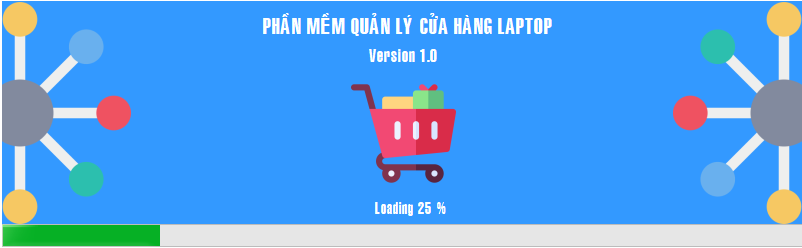 PHẦN MỀM QUẢN LÝ CỬA HÀNG LAPTOP
Version 1.0
Loading 25 %